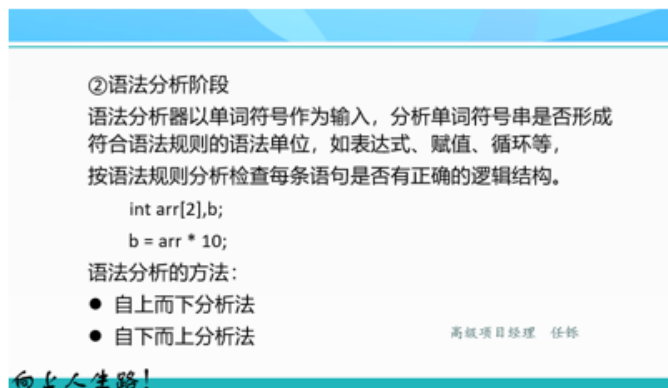 ②语法分析阶段
语法分析器以单词符号作为输入，分析单词符号串是否形成
符合语法规则的语法单位，如表达式、赋值、循环等，
按语法规则分析检查每条语句是否有正确的逻辑结构。
int arr[2],b;
b = arr * 10;
语法分析的方法：
● 自上而下分析法
● 自下而上分析法
高级项目经理 任铄
向上人生路！